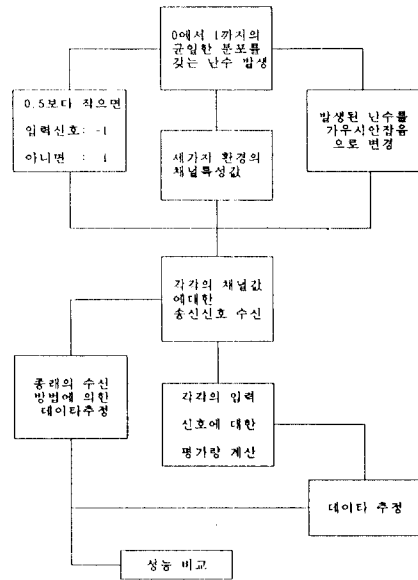 0에서 1까지의
균일한 분포를
갖는 난수 발생
0.5보다 작으면
입력신호: -1
아니면 : 1
세가지 환경의
채널특성값
발생된 난수를
가우시안잡음
으로 변경
각각의 채널값
에대한
송신신호 수신
종래의 수신
방법에 의한
데이타추정
각각의 입력
신호에 대한
평가량 계산
데이타 추정
성능 비교